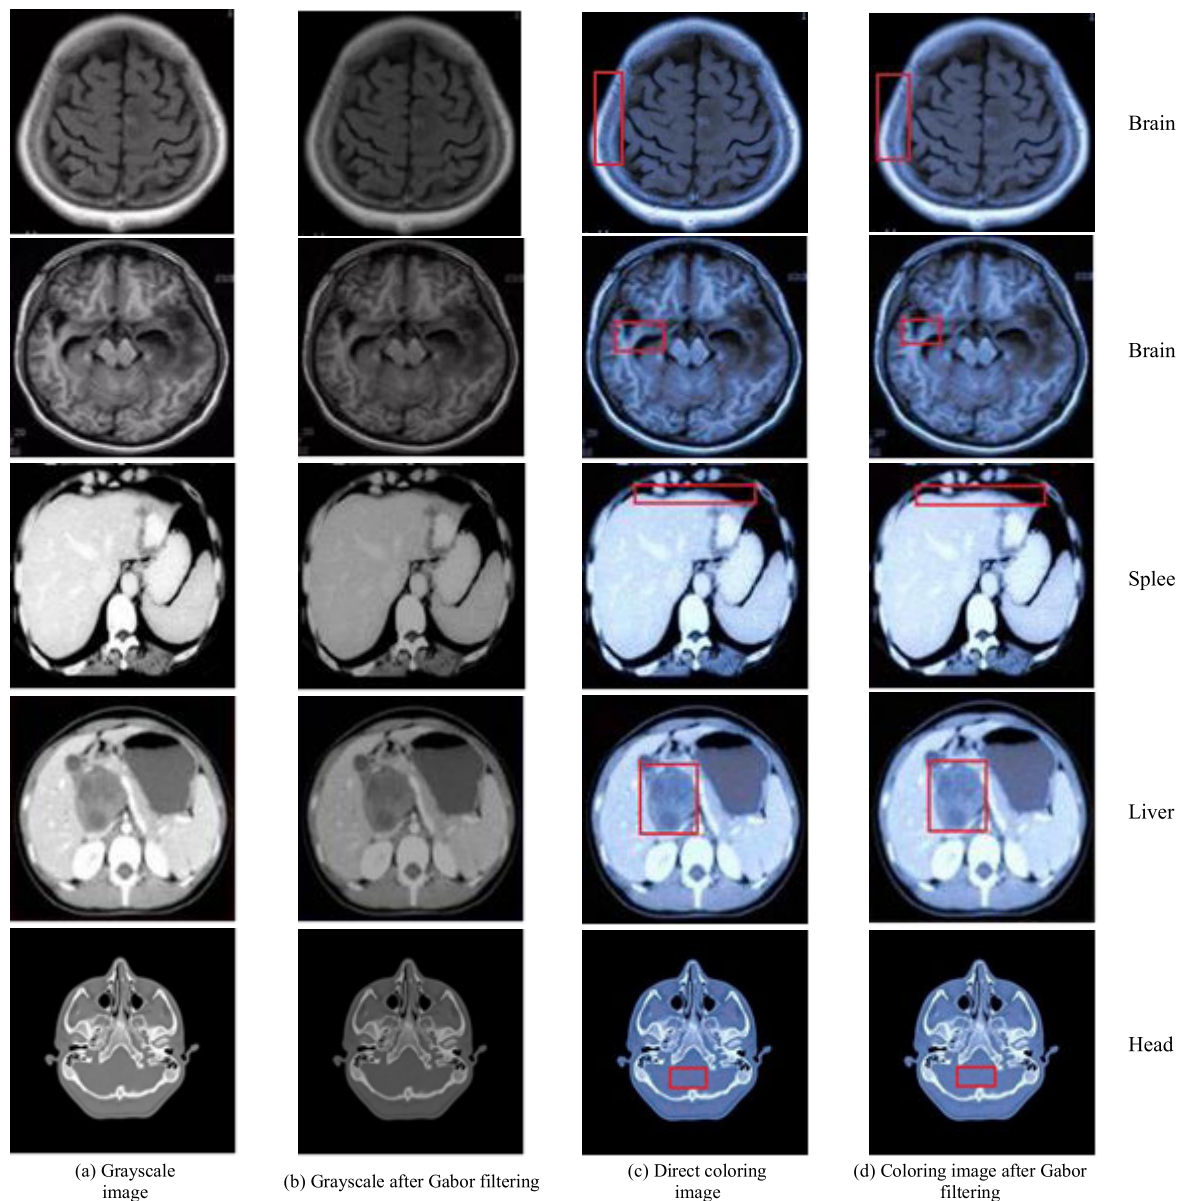 Brain
Brain
Splee
Liver
Head
(a) Grayscale
image
(b) Grayscale after Gabor filtering
(c) Direct coloring
image
(d) Coloring image after Gabor
filtering